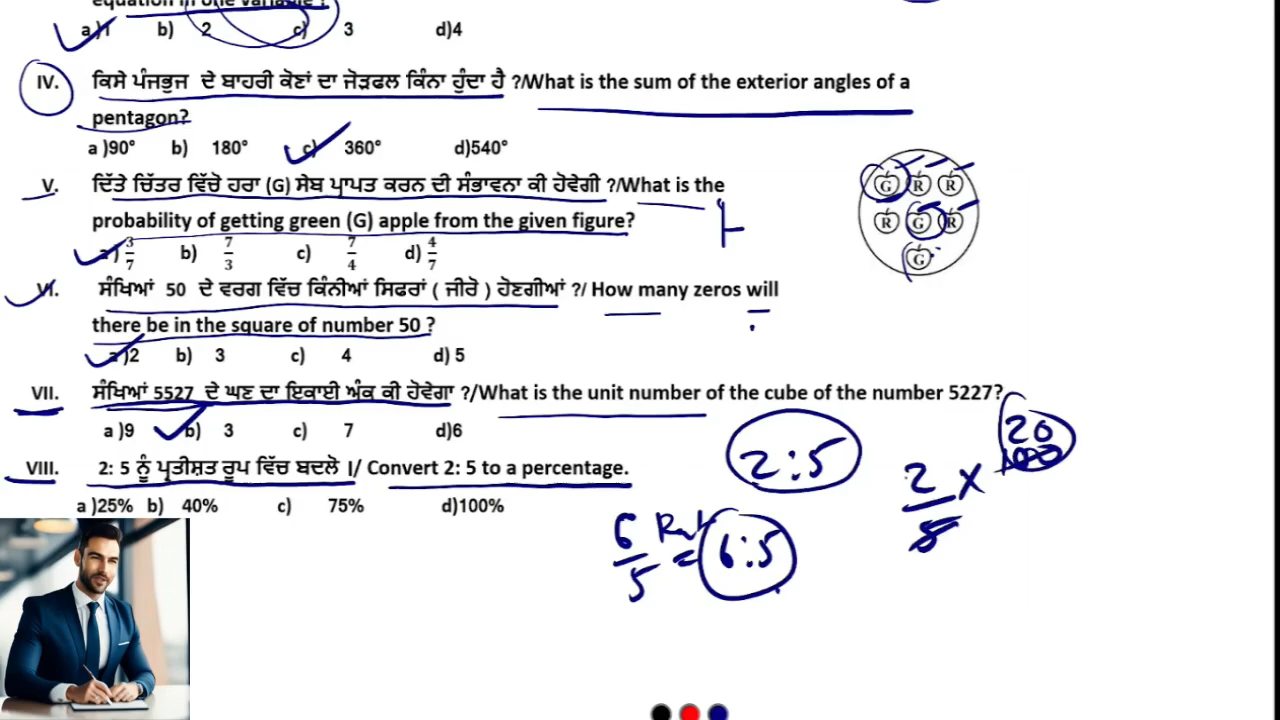 equation in one variable ?
a )1 b) 2 c) 3 d)4
IV. ਕਿਸੇ ਪੰਜਭੁਜ ਦੇ ਬਾਹਰੀ ਕੋਣਾਂ ਦਾ ਜੋੜਫਲ ਕਿੰਨਾ ਹੁੰਦਾ ਹੈ ?/What is the sum of the exterior angles of a
pentagon?
a )90° b) 180° c) 360° d)540°
V. ਦਿੱਤੇ ਚਿੱਤਰ ਵਿੱਚੋ ਹਰਾ (G) ਸੇਬ ਪ੍ਰਾਪਤ ਕਰਨ ਦੀ ਸੰਭਾਵਨਾ ਕੀ ਹੋਵੇਗੀ ?/What is the
probability of getting green (G) apple from the given figure?
a ) 3/7 b) 7/3 c) 7/4 d) 4/7
G R R
R G R
G
VI. ਸੰਖਿਆਂ 50 ਦੇ ਵਰਗ ਵਿੱਚ ਕਿੰਨੀਆਂ ਸਿਫਰਾਂ ( ਜੀਰੋ ) ਹੋਣਗੀਆਂ ?/ How many zeros will
there be in the square of number 50 ?
a )2 b) 3 c) 4 d) 5
VII. ਸੰਖਿਆਂ 5527 ਦੇ ਘਣ ਦਾ ਇਕਾਈ ਅੰਕ ਕੀ ਹੋਵੇਗਾ ?/What is the unit number of the cube of the number 5227?
a )9 b) 3 c) 7 d)6
VIII. 2: 5 ਨੂੰ ਪ੍ਰਤੀਸ਼ਤ ਰੂਪ ਵਿੱਚ ਬਦਲੋ ।/ Convert 2: 5 to a percentage.
a )25% b) 40% c) 75% d)100%
2:5
2/5 × 20
6/5 = 6:5